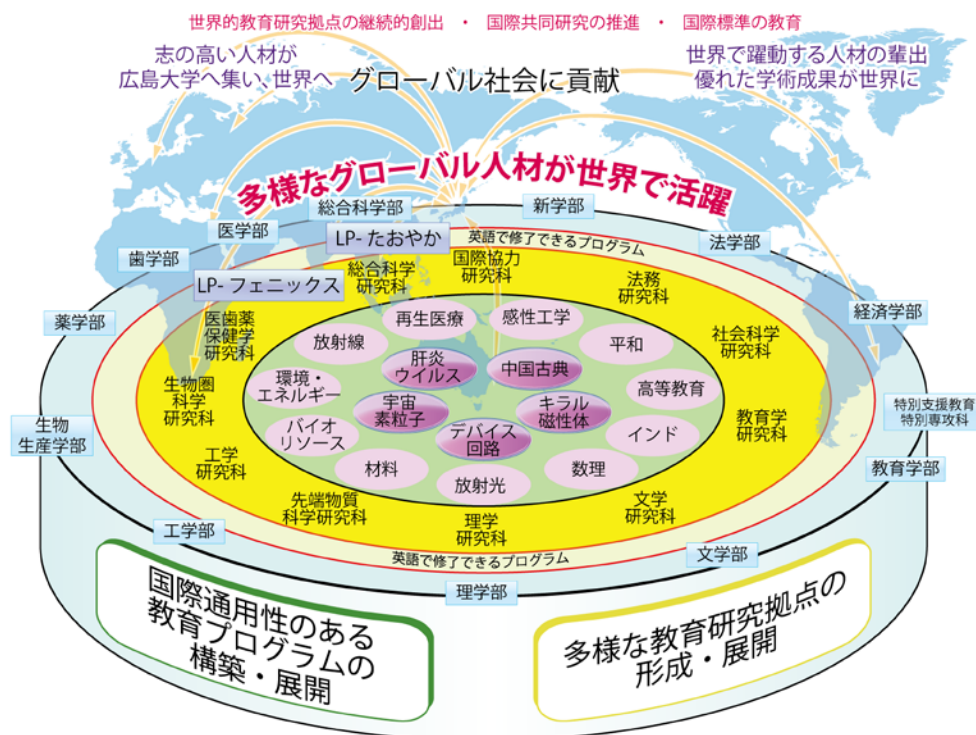 世界的教育研究拠点の継続的創出 ・ 国際共同研究の推進 ・ 国際標準の教育
志の高い人材が
広島大学へ集い、世界へ
グローバル社会に貢献
世界で躍動する人材の輩出
優れた学術成果が世界に
多様なグローバル人材が世界で活躍
総合科学部
新学部
医学部
法学部
歯学部
薬学部
経済学部
生物
生産学部
特別支援教育
特別専攻科
教育学部
工学部
文学部
理学部
LP- たおやか
LP- フェニックス
英語で修了できるプログラム
総合科学
研究科
国際協力
研究科
法務
研究科
医歯薬
保健学
研究科
社会科学
研究科
生物圏
科学
研究科
教育学
研究科
工学
研究科
文学
研究科
先端物質
科学研究科
理学
研究科
英語で修了できるプログラム
再生医療
感性工学
放射線
平和
肝炎
ウイルス
中国古典
環境・
エネルギー
高等教育
宇宙
素粒子
キラル
磁性体
バイオ
リソース
デバイス
回路
インド
材料
放射光
数理
国際通用性のある
教育プログラムの
構築・展開
多様な教育研究拠点の
形成・展開